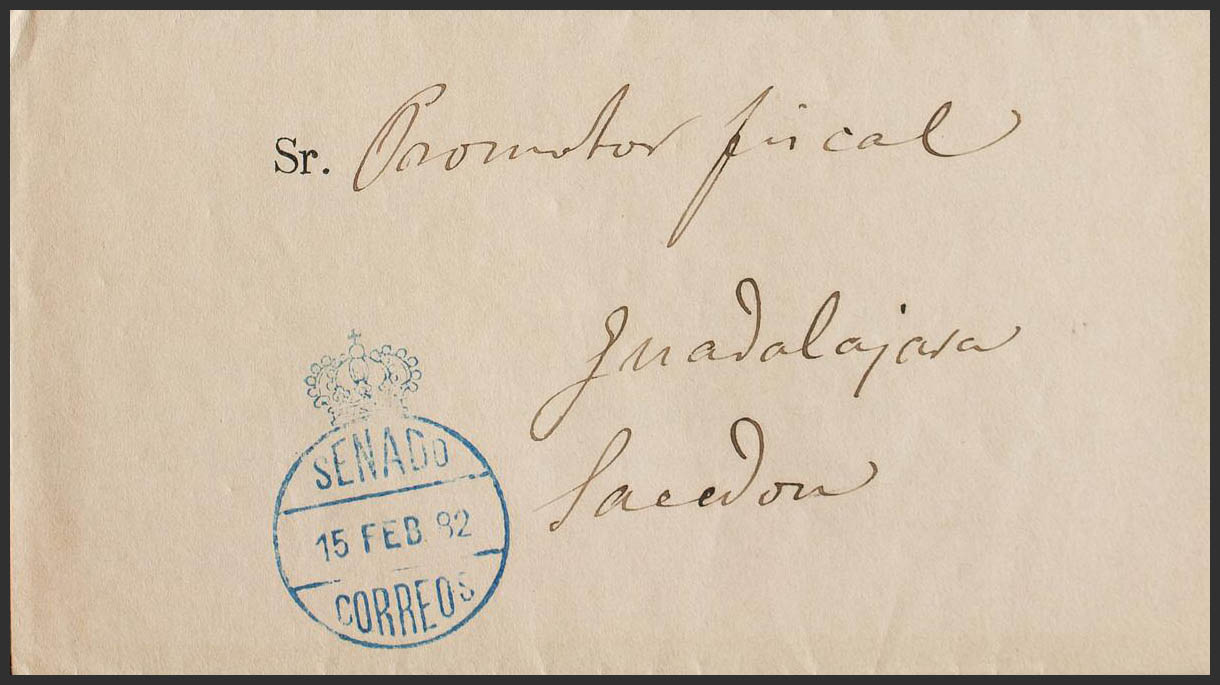 Sr. Promotor fiscal
Guadalajara
Sacedon
SENADO
15 FEB. 82
CORREOS